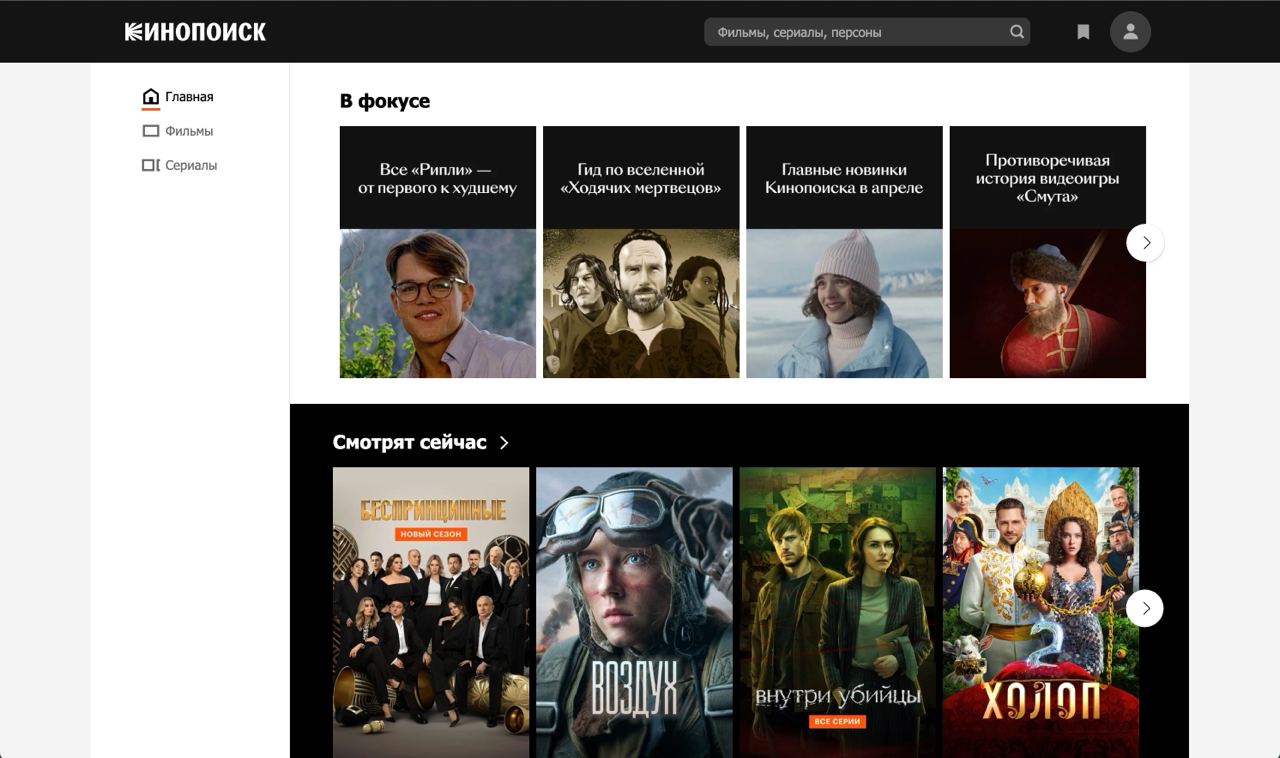 КИНОПОИСК
Фильмы, сериалы, персоны
Главная
Фильмы
Сериалы
В фокусе
Все «Рипли» —
от первого к худшему
Гид по вселенной
«Ходячих мертвецов»
Главные новинки
Кинопоиска в апреле
Противоречивая
история видеоигры
«Смута»
Смотрят сейчас
БЕСПРИНЦИПНЫЕ
НОВЫЙ СЕЗОН
ВОЗДУХ
внутри убийцы
ВСЕ СЕРИИ
2
ХОЛОП